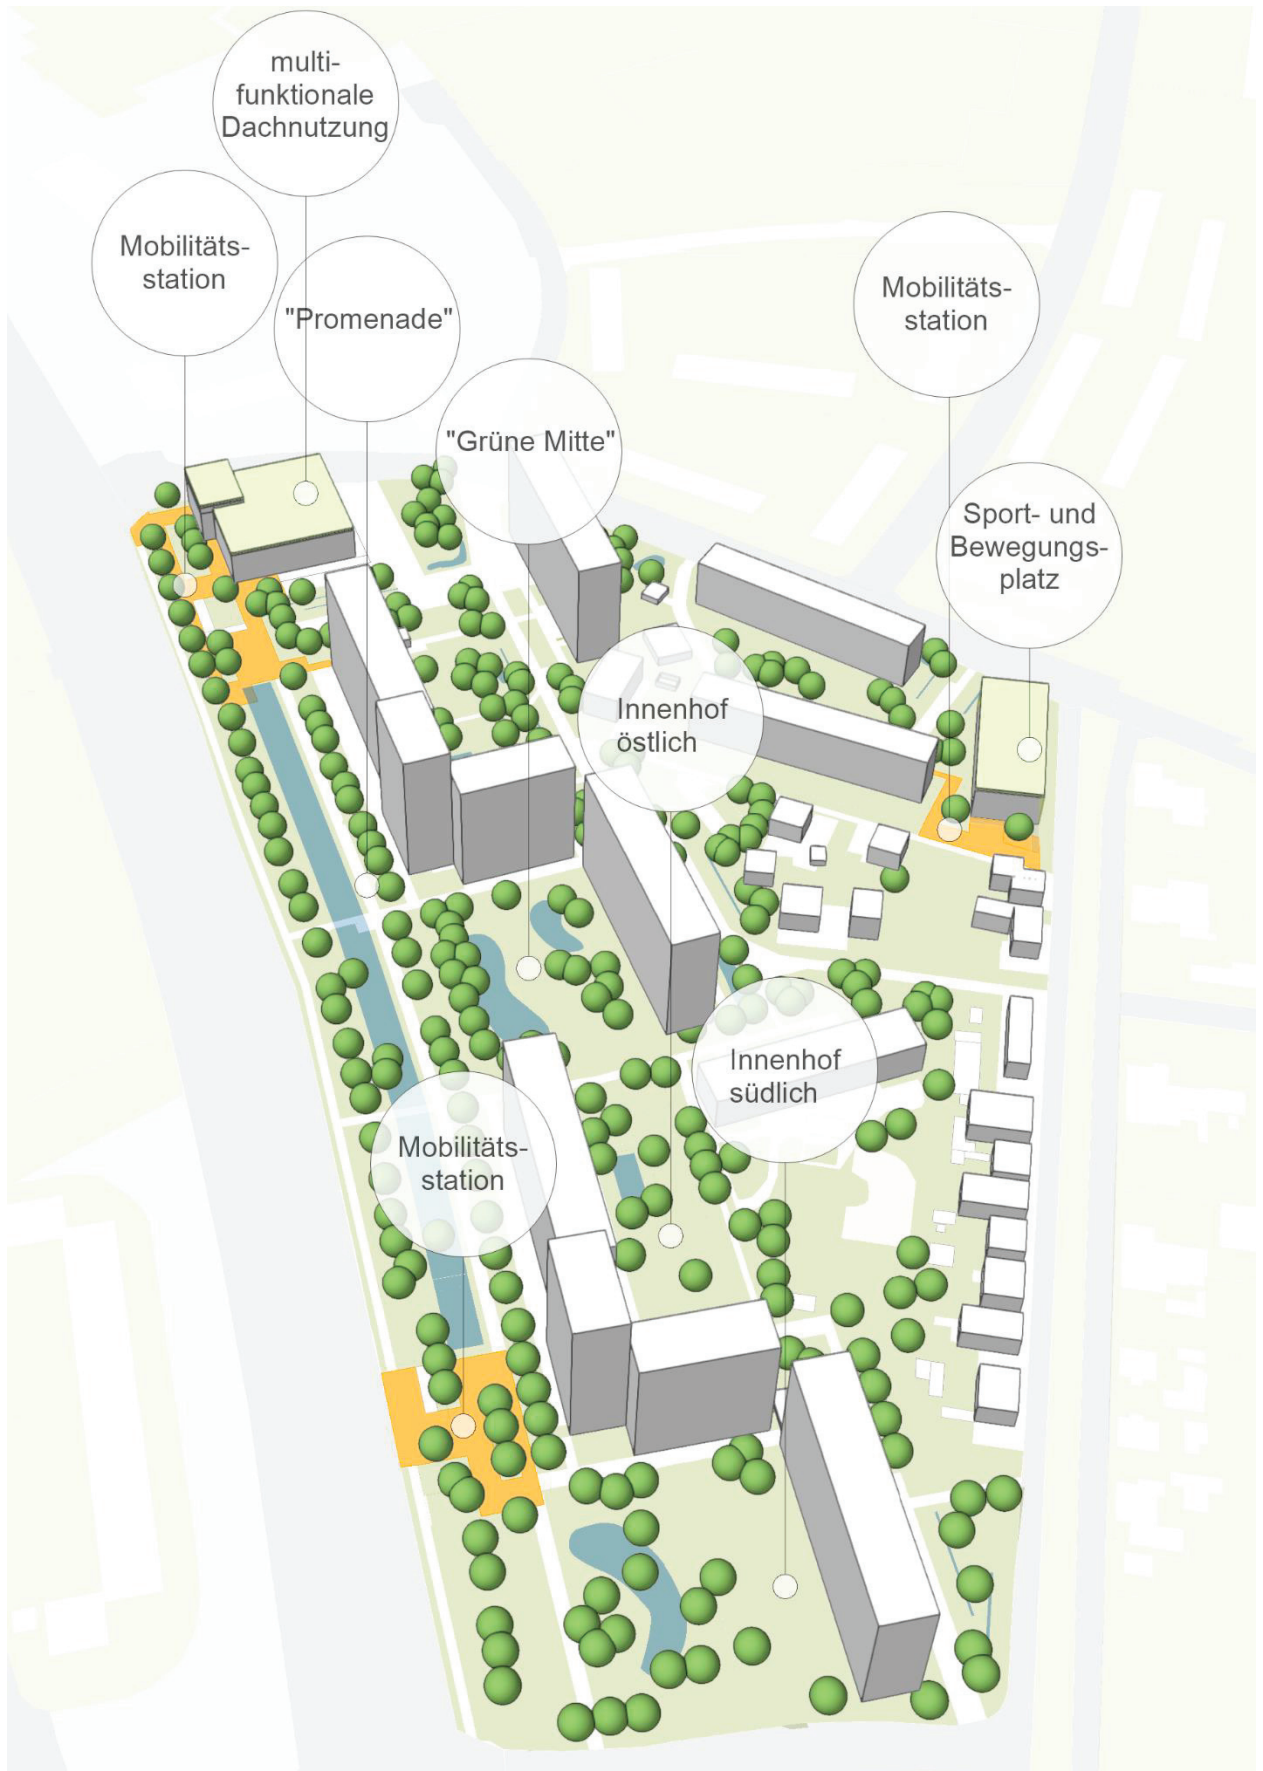 multi-
funktionale
Dachnutzung
Mobilitäts-
station
"Promenade"
Mobilitäts-
station
"Grüne Mitte"
Sport- und
Bewegungs-
platz
Innenhof
östlich
Innenhof
südlich
Mobilitäts-
station